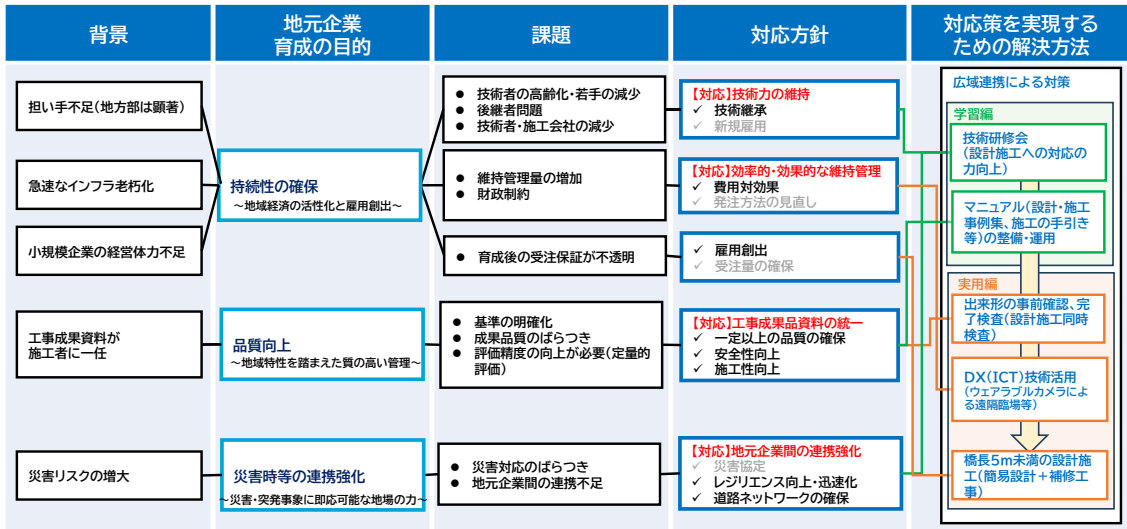 背景
地元企業
育成の目的
課題
対応方針
対応策を実現する
ための解決方法
担い手不足(地方部は顕著)
急速なインフラ老朽化
小規模企業の経営体力不足
工事成果資料が
施工者に一任
災害リスクの増大
持続性の確保
～地域経済の活性化と雇用創出～
品質向上
～地域特性を踏まえた質の高い管理～
災害時等の連携強化
～災害・突発事象に即応可能な地場の力～
● 技術者の高齢化・若手の減少
● 後継者問題
● 技術者・施工会社の減少
● 維持管理量の増加
● 財政制約
● 育成後の受注保証が不透明
● 基準の明確化
● 成果品質のばらつき
● 評価精度の向上が必要(定量的
評価)
● 災害対応のばらつき
● 地元企業間の連携不足
【対応】技術力の維持
✓ 技術継承
✓ 新規雇用
【対応】効率的・効果的な維持管理
✓ 費用対効果
✓ 発注方法の見直し
✓ 雇用創出
✓ 受注量の確保
【対応】工事成果品資料の統一
✓ 一定以上の品質の確保
✓ 安全性向上
✓ 施工性向上
【対応】地元企業間の連携強化
✓ 災害協定
✓ レジリエンス向上・迅速化
✓ 道路ネットワークの確保
広域連携による対策
学習編
技術研修会
(設計施工への対応の
力向上)
マニュアル(設計・施工
事例集、施工の手引き
等)の整備・運用
実用編
出来形の事前確認、完
了検査(設計施工同時
検査)
DX(ICT)技術活用
(ウェアラブルカメラによ
る遠隔臨場等)
橋長5m未満の設計施
工(簡易設計＋補修工
事)